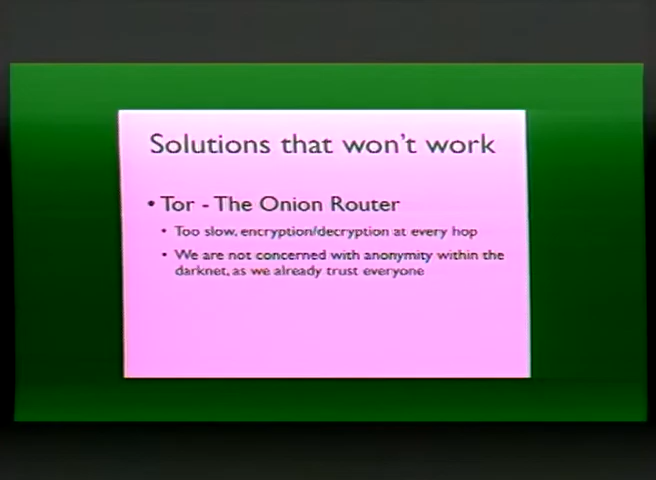 Solutions that won't work
• Tor - The Onion Router
• Too slow, encryption/decryption at every hop
• We are not concerned with anonymity within the
darknet, as we already trust everyone